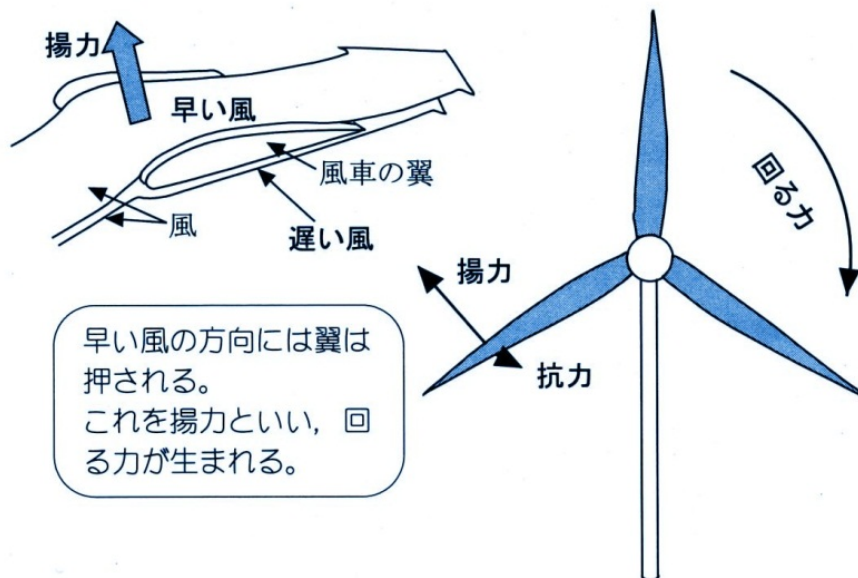 揚力
早い風
風車の翼
風
遅い風
早い風の方向には翼は
押される。
これを揚力といい，回
る力が生まれる。
回る力
揚力
抗力